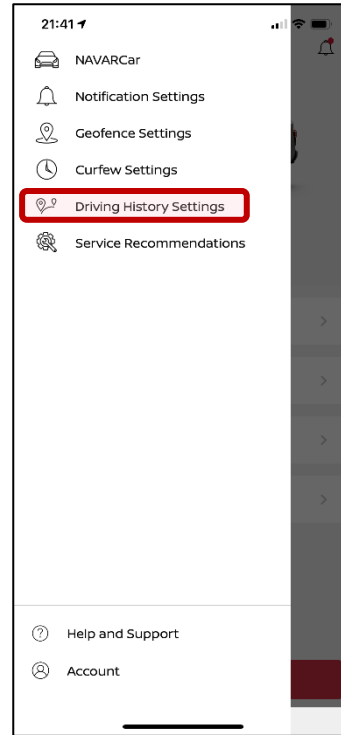 21:41
NAVARCar
Notification Settings
Geofence Settings
Curfew Settings
Driving History Settings
Service Recommendations
Help and Support
Account